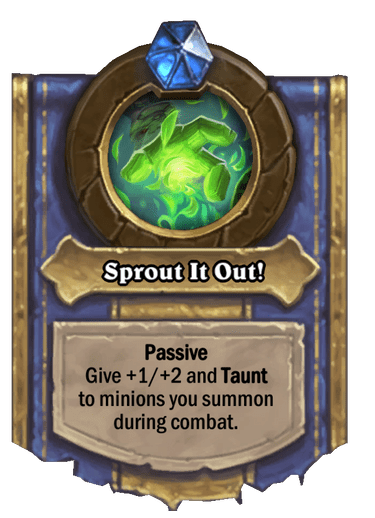 Sprout It Out!
Passive
Give +1/+2 and Taunt
to minions you summon
during combat.